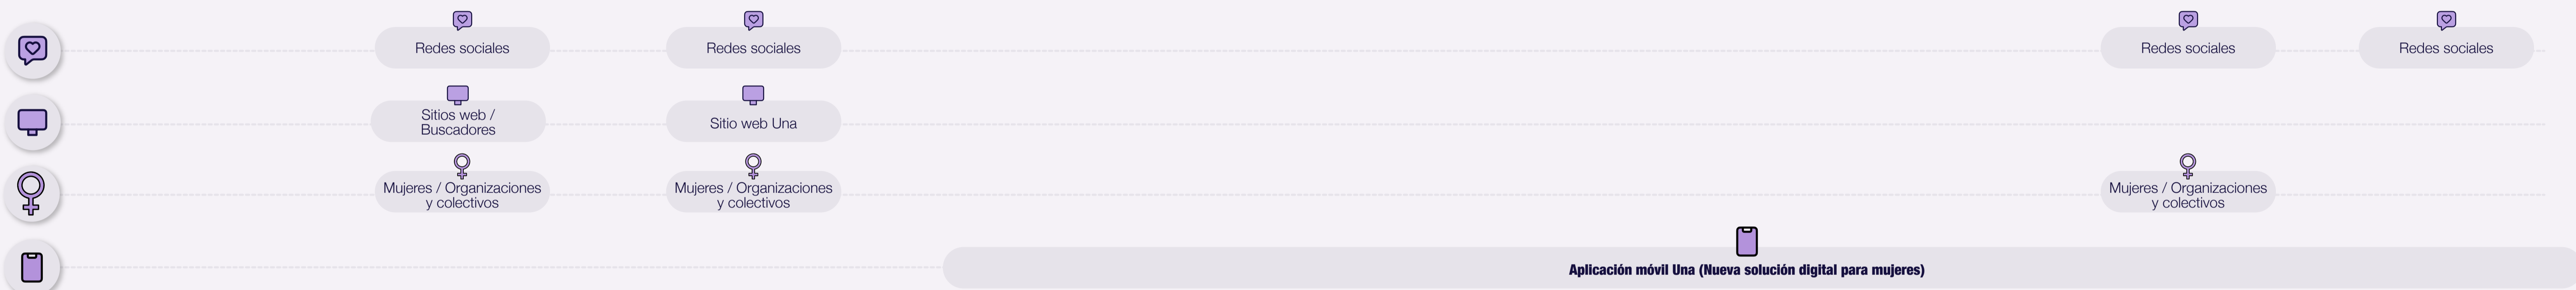 Redes sociales
Redes sociales
Redes sociales
Redes sociales
Sitios web /
Buscadores
Sitio web Una
Mujeres / Organizaciones
y colectivos
Mujeres / Organizaciones
y colectivos
Mujeres / Organizaciones
y colectivos
Aplicación móvil Una (Nueva solución digital para mujeres)